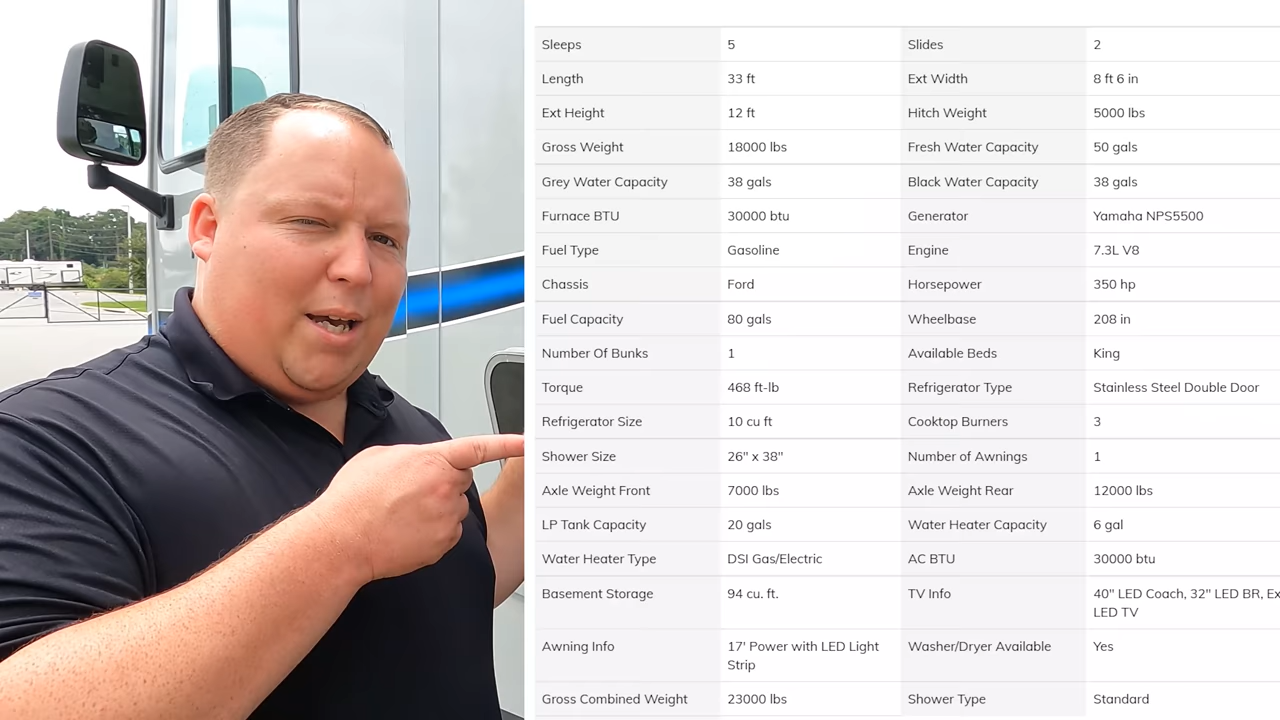 Sleeps 5 Slides 2
Length 33 ft Ext Width 8 ft 6 in
Ext Height 12 ft Hitch Weight 5000 lbs
Gross Weight 18000 lbs Fresh Water Capacity 50 gals
Grey Water Capacity 38 gals Black Water Capacity 38 gals
Furnace BTU 30000 btu Generator Yamaha NPS5500
Fuel Type Gasoline Engine 7.3L V8
Chassis Ford Horsepower 350 hp
Fuel Capacity 80 gals Wheelbase 208 in
Number Of Bunks 1 Available Beds King
Torque 468 ft-lb Refrigerator Type Stainless Steel Double Door
Refrigerator Size 10 cu ft Cooktop Burners 3
Shower Size 26" x 38" Number of Awnings 1
Axle Weight Front 7000 lbs Axle Weight Rear 12000 lbs
LP Tank Capacity 20 gals Water Heater Capacity 6 gal
Water Heater Type DSI Gas/Electric AC BTU 30000 btu
Basement Storage 94 cu. ft. TV Info 40" LED Coach, 32" LED BR,
LED TV
Awning Info 17' Power with LED Light Washer/Dryer Available Yes
Strip
Gross Combined Weight 23000 lbs Shower Type Standard